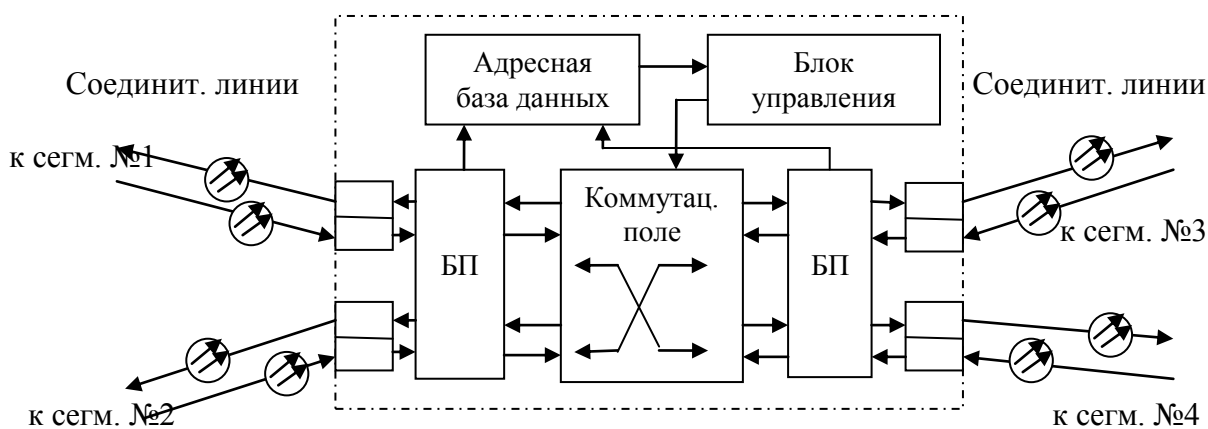 Адресная
база данных
Блок
управления
Соединит. линии
Соединит. линии
к сегм. №1
Коммутац.
поле
БП
БП
к сегм. №3
к сегм. №2
к сегм. №4